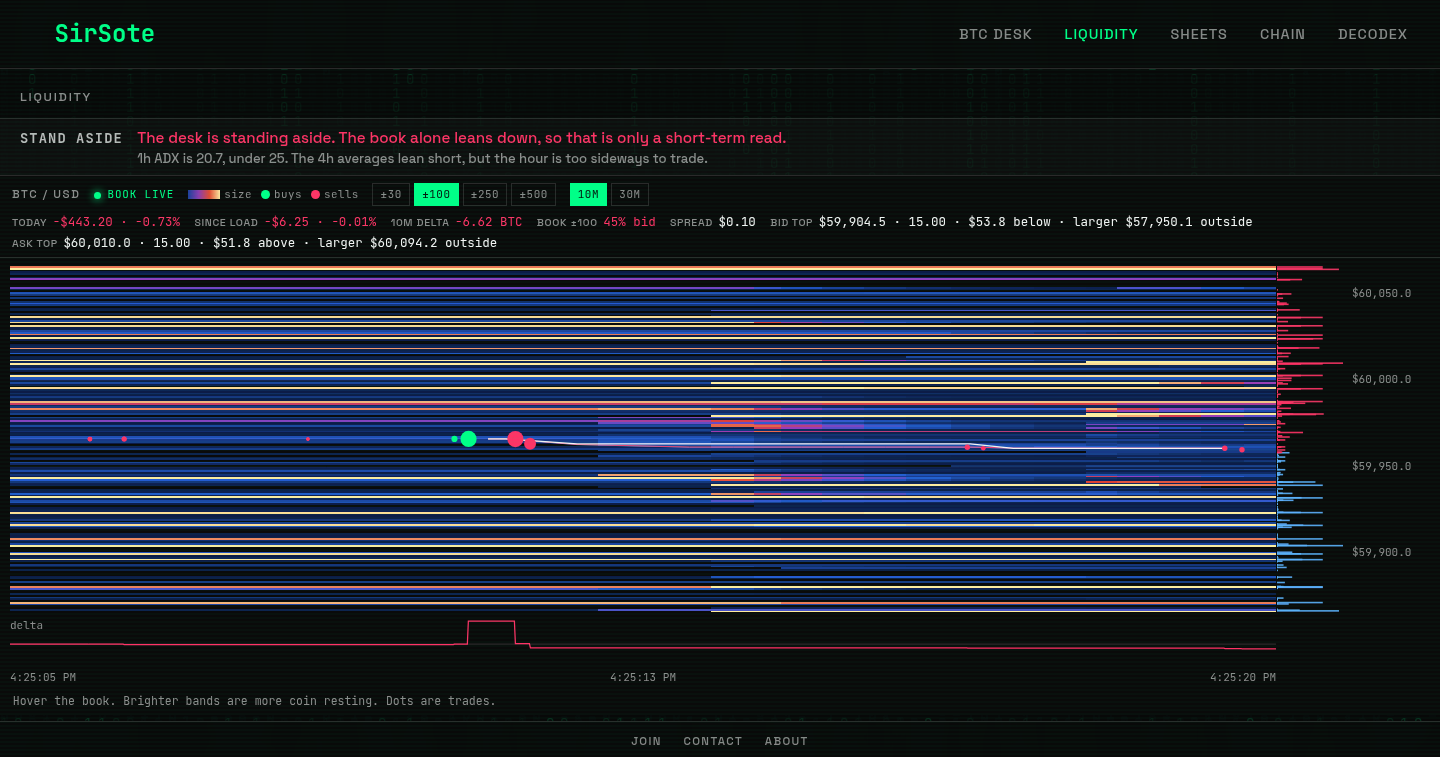 SirSote
BTC DESK LIQUIDITY SHEETS CHAIN DECODEX
LIQUIDITY
STAND ASIDE The desk is standing aside. The book alone leans down, so that is only a short-term read.
1h ADX is 20.7, under 25. The 4h averages lean short, but the hour is too sideways to trade.
BTC / USD BOOK LIVE size buys sells ±30 ±100 ±250 ±500 10M 30M
TODAY -$443.20 · -0.73% SINCE LOAD -$6.25 · -0.01% 10M DELTA -6.62 BTC BOOK ±100 45% bid SPREAD $0.10 BID TOP $59,904.5 · 15.00 · $53.8 below · larger $57,950.1 outside
ASK TOP $60,010.0 · 15.00 · $51.8 above · larger $60,094.2 outside
$60,050.0
$60,000.0
$59,950.0
$59,900.0
delta
4:25:05 PM 4:25:13 PM 4:25:20 PM
Hover the book. Brighter bands are more coin resting. Dots are trades.
JOIN CONTACT ABOUT